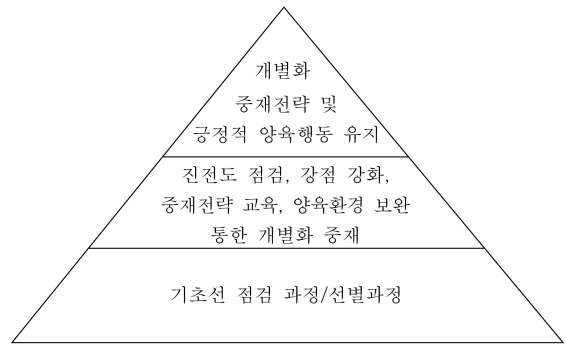 개별화
중재전략 및
긍정적 양육행동 유지
진전도 점검, 강점 강화,
중재전략 교육, 양육환경 보완
통한 개별화 중재
기초선 점검 과정/선별과정